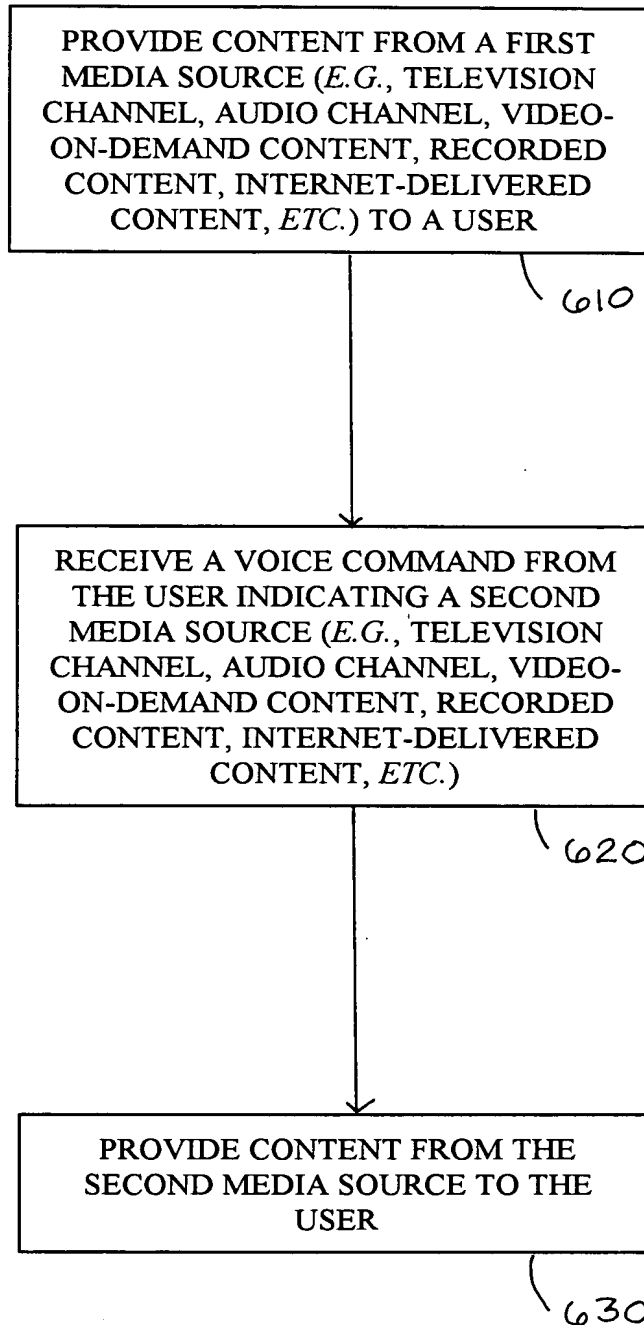 PROVIDE CONTENT FROM A FIRST
MEDIA SOURCE (E.G., TELEVISION
CHANNEL, AUDIO CHANNEL, VIDEO-
ON-DEMAND CONTENT, RECORDED
CONTENT, INTERNET-DELIVERED
CONTENT, ETC.) TO A USER
610
RECEIVE A VOICE COMMAND FROM
THE USER INDICATING A SECOND
MEDIA SOURCE (E.G., TELEVISION
CHANNEL, AUDIO CHANNEL, VIDEO-
ON-DEMAND CONTENT, RECORDED
CONTENT, INTERNET-DELIVERED
CONTENT, ETC.)
620
PROVIDE CONTENT FROM THE
SECOND MEDIA SOURCE TO THE
USER
630